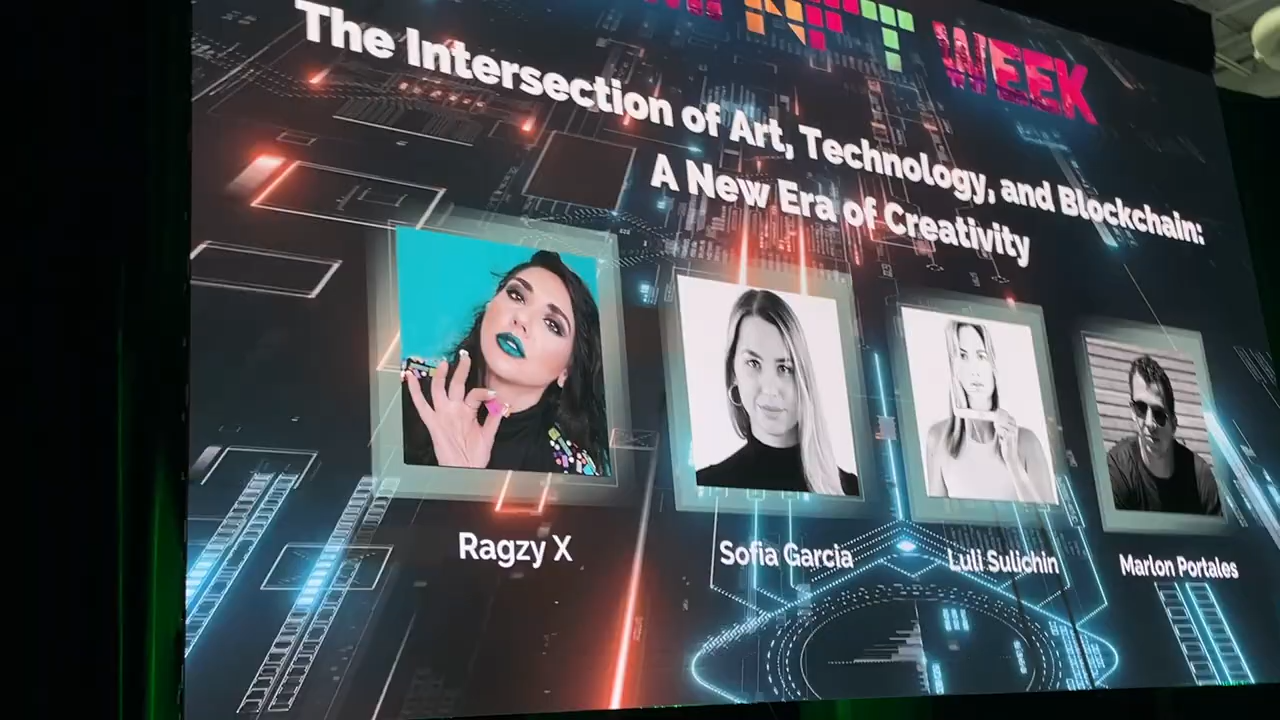 NFT WEEK
The Intersection of Art, Technology, and Blockchain:
A New Era of Creativity
Ragzy X
Sofia Garcia
Luli Sulichin
Marlon Portales